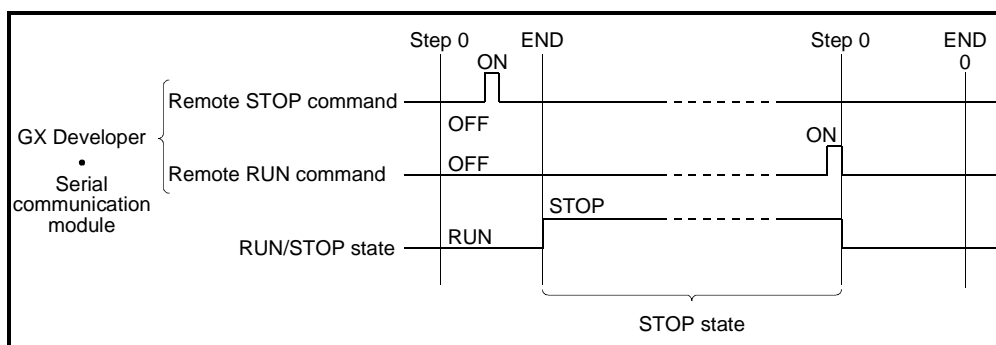 Step 0 END Step 0 END
0
ON
Remote STOP command
OFF
GX Developer
•
Serial
communication
module
ON
Remote RUN command
OFF
STOP
RUN/STOP state
RUN
STOP state